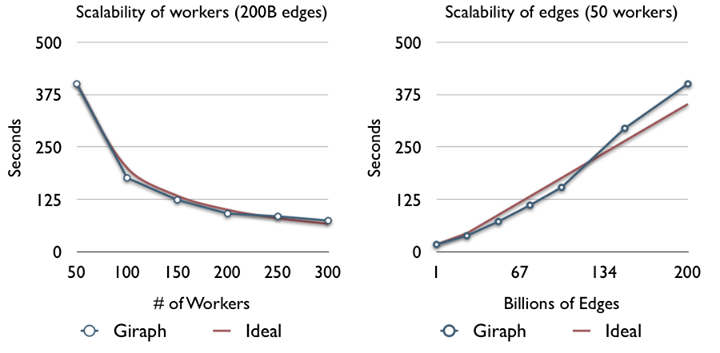 Scalability of workers (200B edges)
500
375
250
125
0
Seconds
50 100 150 200 250 300
# of Workers
Giraph Ideal
Scalability of edges (50 workers)
500
375
250
125
0
Seconds
1 67 134 200
Billions of Edges
Giraph Ideal